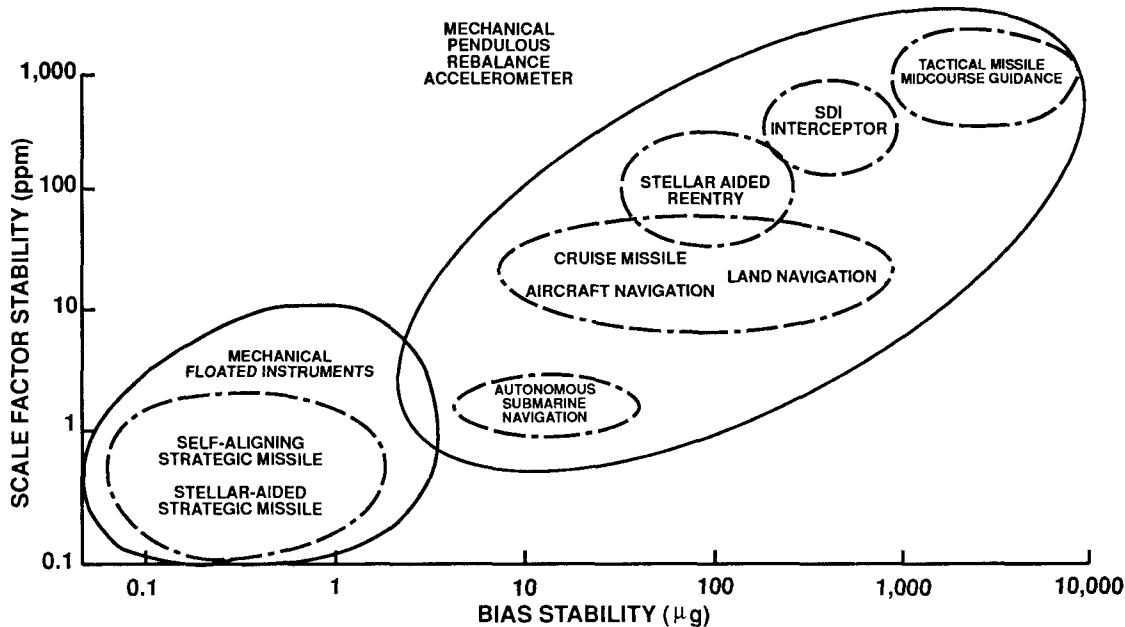 MECHANICAL
PENDULOUS
REBALANCE
ACCELEROMETER
TACTICAL MISSILE
MIDCOURSE GUIDANCE
SDI
INTERCEPTOR
STELLAR AIDED
REENTRY
CRUISE MISSILE
LAND NAVIGATION
AIRCRAFT NAVIGATION
MECHANICAL
FLOATED INSTRUMENTS
AUTONOMOUS
SUBMARINE
NAVIGATION
SELF-ALIGNING
STRATEGIC MISSILE
STELLAR-AIDED
STRATEGIC MISSILE
SCALE FACTOR STABILITY (ppm)
1,000
100
10
1
0.1
0.1 1 10 100 1,000 10,000
BIAS STABILITY (μg)